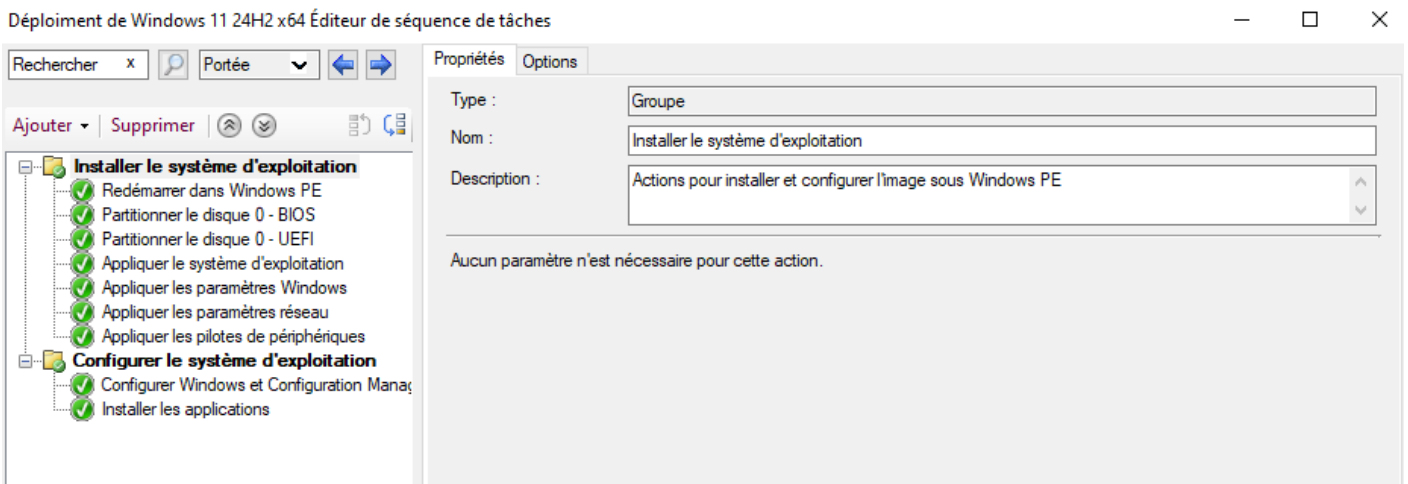 Déploiment de Windows 11 24H2 x64 Éditeur de séquence de tâches
Rechercher x Portée
Ajouter Supprimer
Installer le système d'exploitation
Redémarrer dans Windows PE
Partitionner le disque 0 - BIOS
Partitionner le disque 0 - UEFI
Appliquer le système d'exploitation
Appliquer les paramètres Windows
Appliquer les paramètres réseau
Appliquer les pilotes de périphériques
Configurer le système d'exploitation
Configurer Windows et Configuration Manag
Installer les applications
Propriétés Options
Type : Groupe
Nom : Installer le système d'exploitation
Description : Actions pour installer et configurer l'image sous Windows PE
Aucun paramètre n'est nécessaire pour cette action.